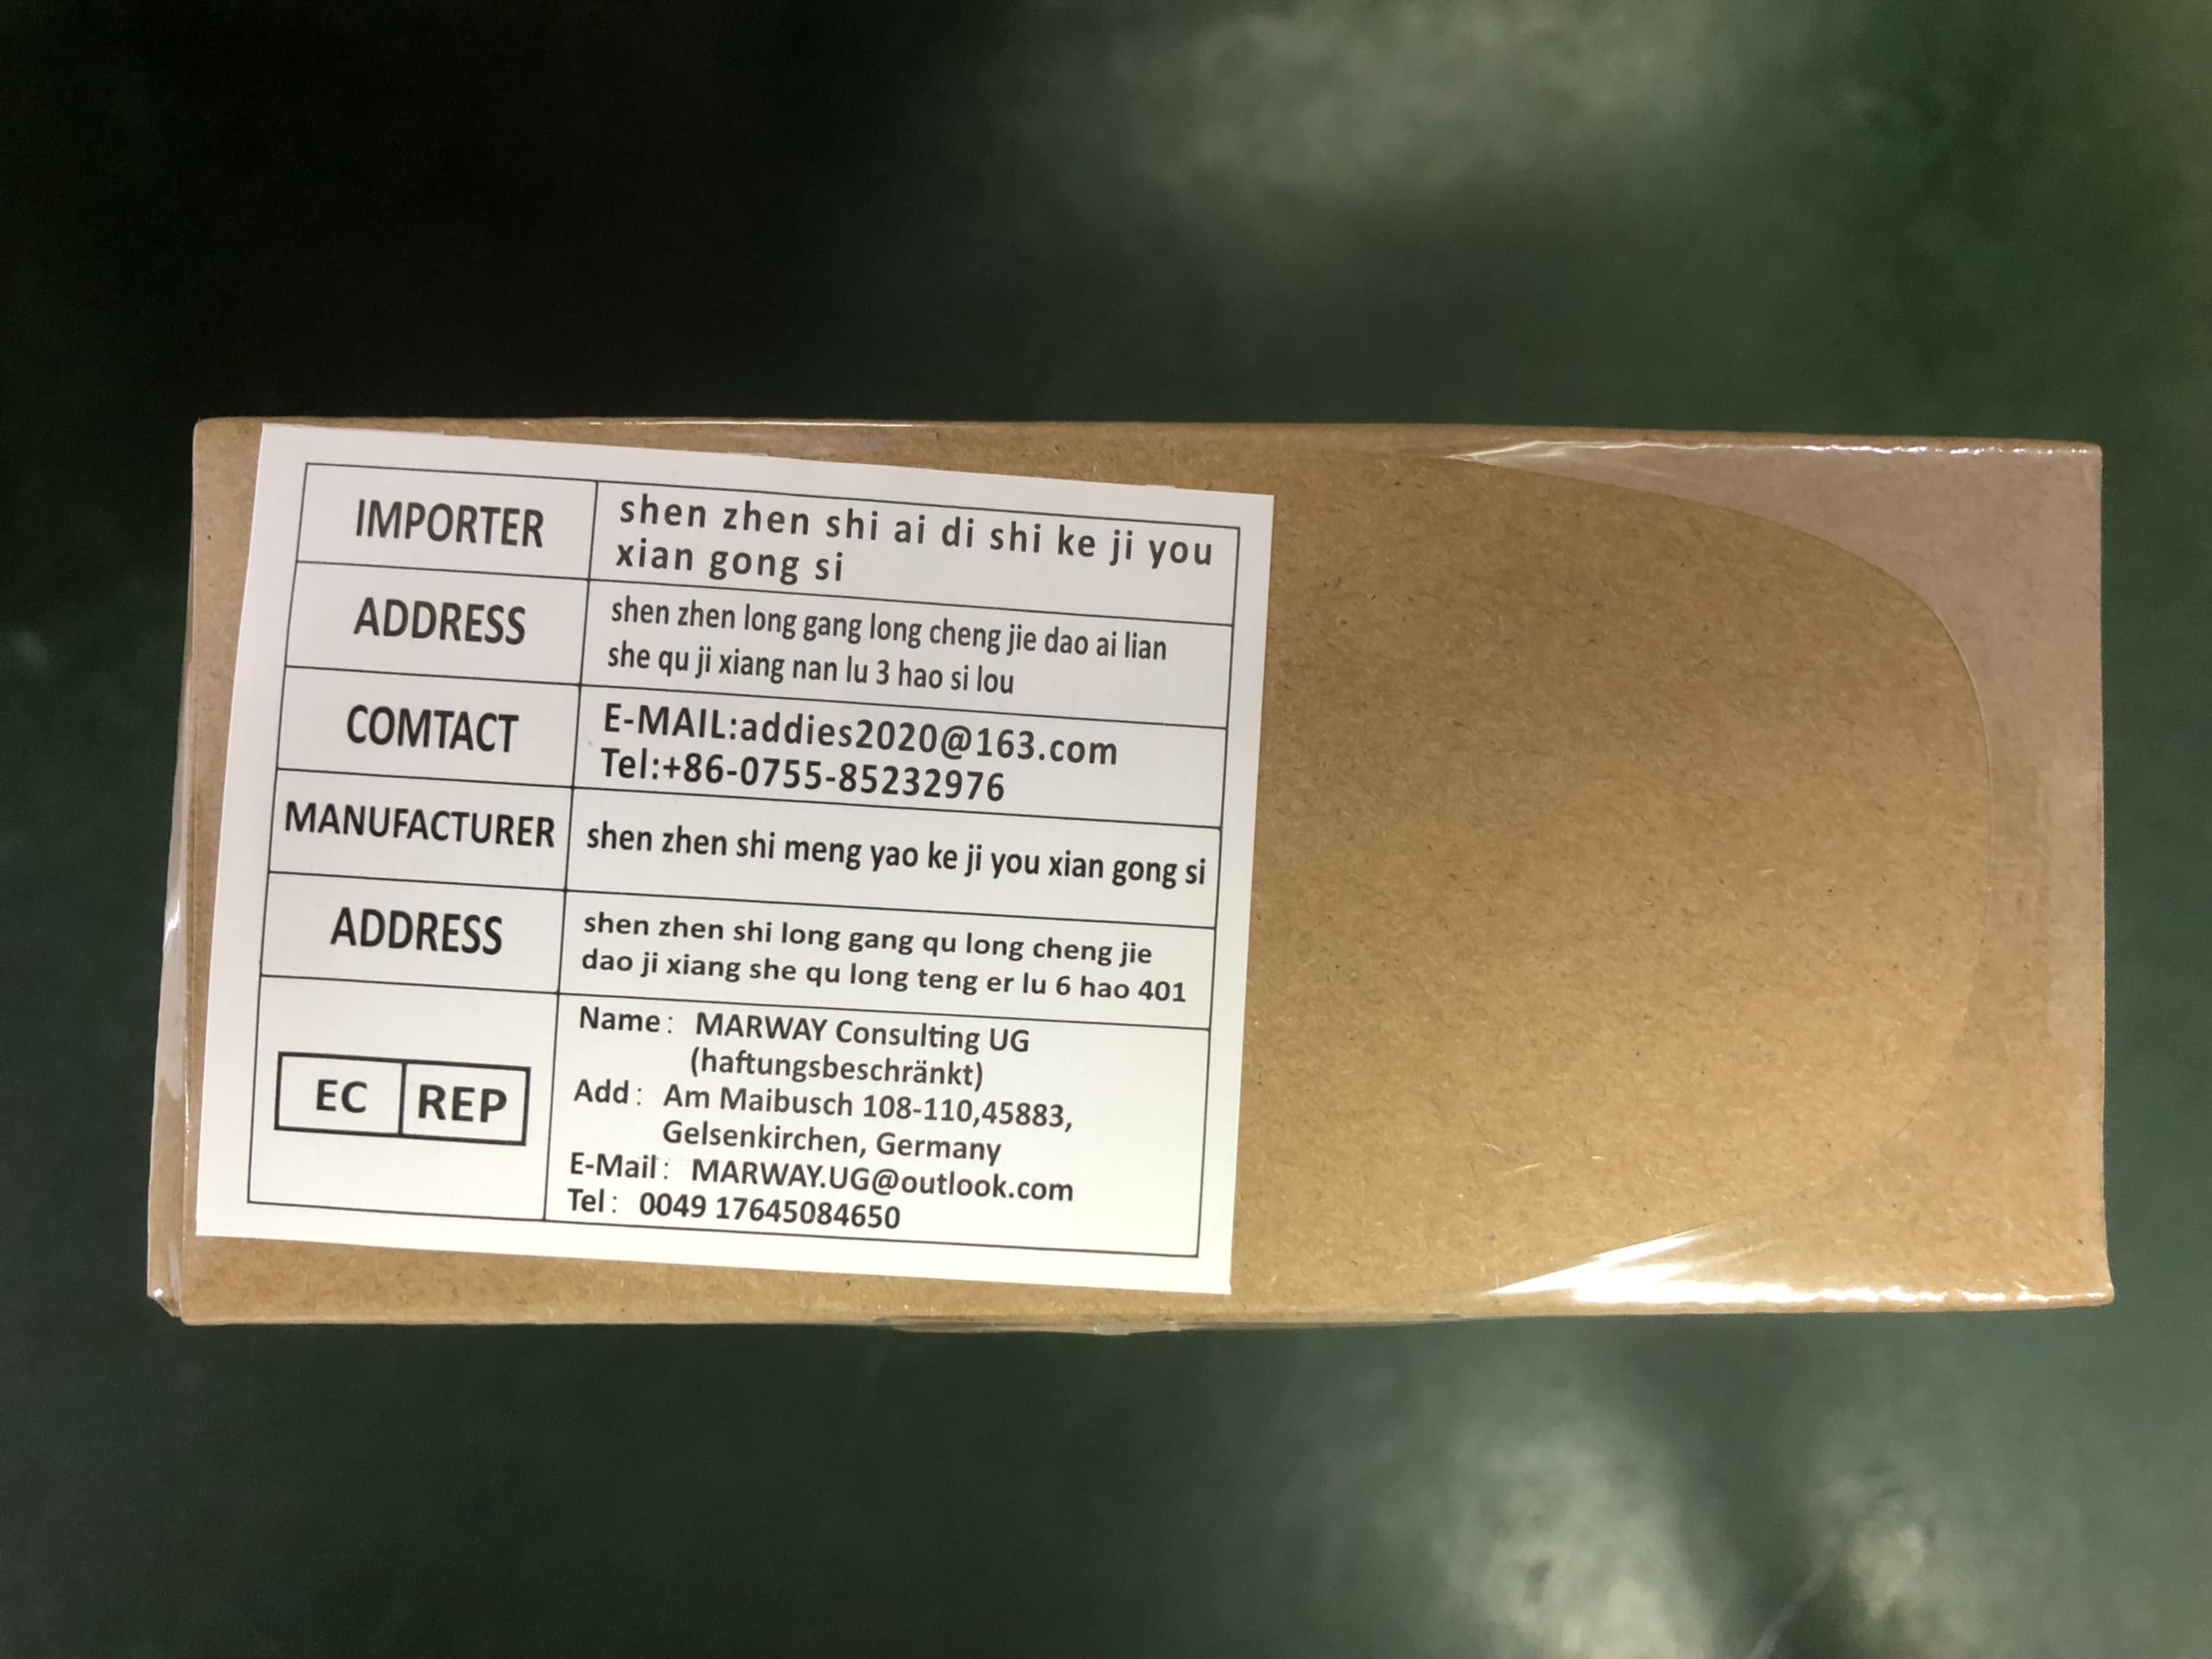 IMPORTER
shen zhen shi ai di shi ke ji you
xian gong si
ADDRESS
shen zhen long gang long cheng jie dao ai lian
she qu ji xiang nan lu 3 hao si lou
COMTACT
E-MAIL:addies2020@163.com
Tel:+86-0755-85232976
MANUFACTURER
shen zhen shi meng yao ke ji you xian gong si
ADDRESS
shen zhen shi long gang qu long cheng jie
dao ji xiang she qu long teng er lu 6 hao 401
EC REP
Name: MARWAY Consulting UG
(haftungsbeschränkt)
Add: Am Maibusch 108-110,45883,
Gelsenkirchen, Germany
E-Mail: MARWAY.UG@outlook.com
Tel: 0049 17645084650